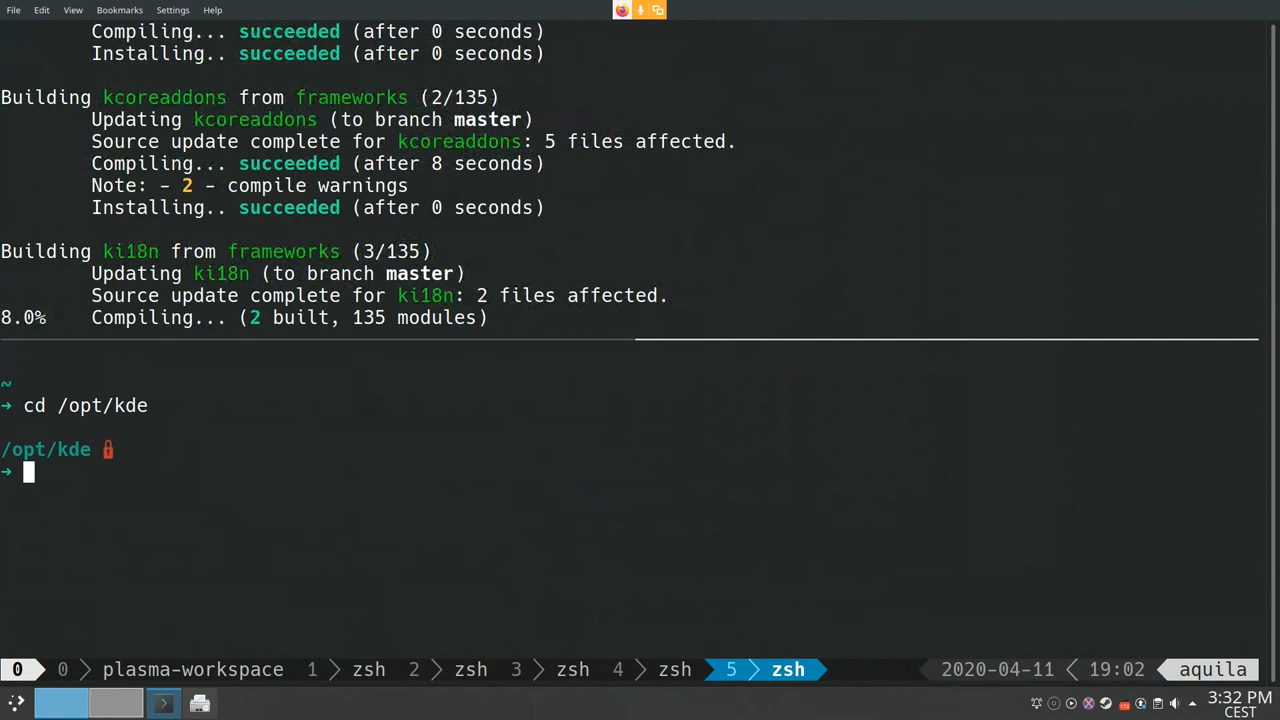 File Edit View Bookmarks Settings Help
Compiling... succeeded (after 0 seconds)
Installing.. succeeded (after 0 seconds)
Building kcoreaddons from frameworks (2/135)
Updating kcoreaddons (to branch master)
Source update complete for kcoreaddons: 5 files affected.
Compiling... succeeded (after 8 seconds)
Note: - 2 - compile warnings
Installing.. succeeded (after 0 seconds)
Building ki18n from frameworks (3/135)
Updating ki18n (to branch master)
Source update complete for ki18n: 2 files affected.
8.0% Compiling... (2 built, 135 modules)
~
→ cd /opt/kde
/opt/kde
→
0 0 plasma-workspace 1 zsh 2 zsh 3 zsh 4 zsh 5 zsh 2020-04-11 19:02 aquila
3:32 PM
CEST